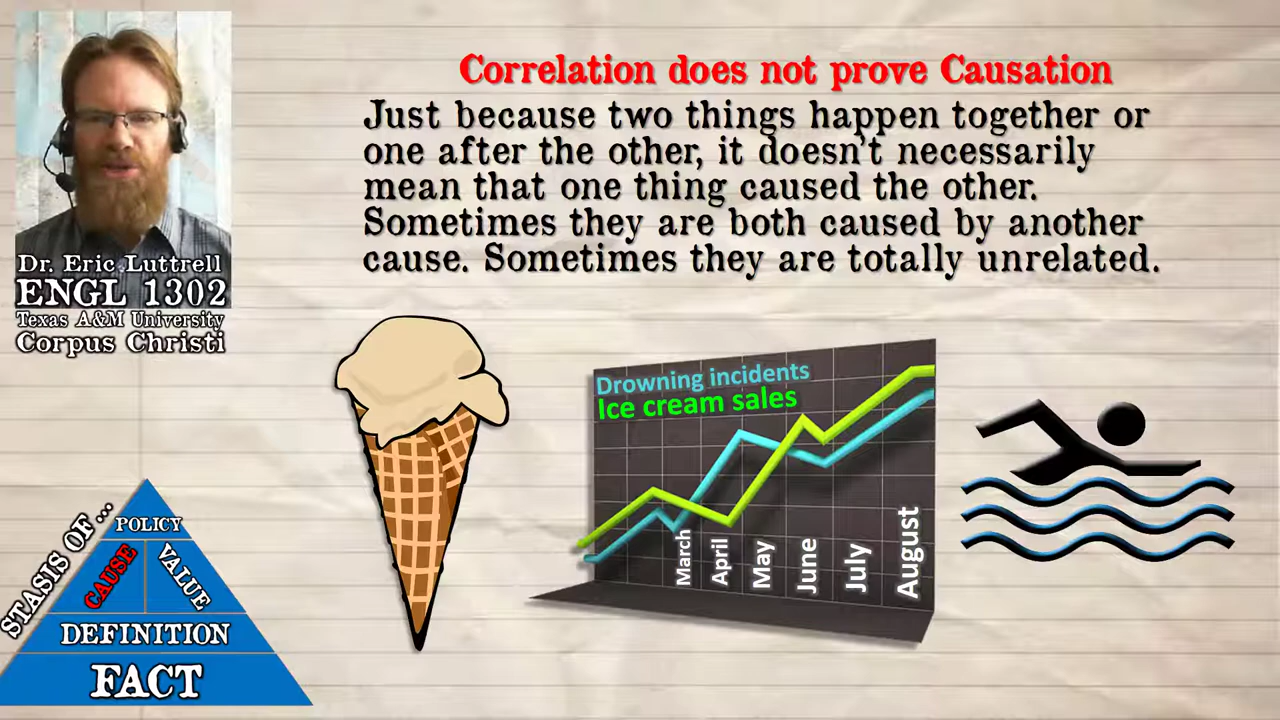 Correlation does not prove Causation
Just because two things happen together or
one after the other, it doesn't necessarily
mean that one thing caused the other.
Sometimes they are both caused by another
cause. Sometimes they are totally unrelated.
Dr. Eric Luttrell
ENGL 1302
Texas A&M University
Corpus Christi
Drowning incidents
Ice cream sales
March
April
May
June
July
August
STASIS OF...
POLICY
CAUSE
VALUE
DEFINITION
FACT